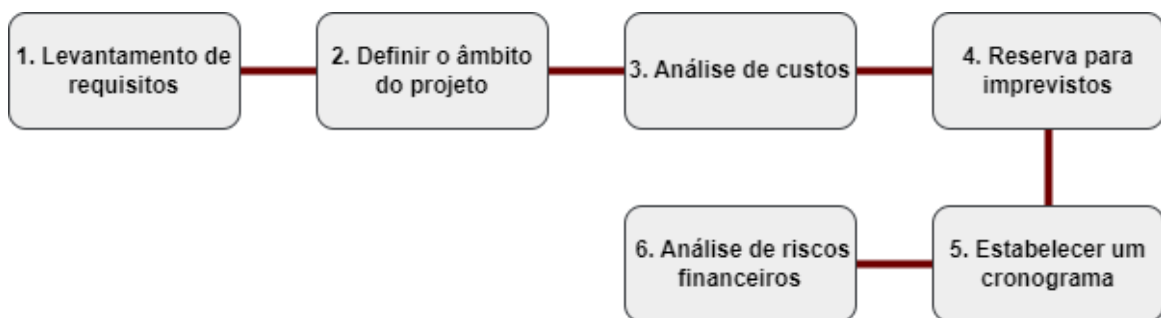 1. Levantamento de
requisitos
2. Definir o âmbito
do projeto
3. Análise de custos
4. Reserva para
imprevistos
5. Estabelecer um
cronograma
6. Análise de riscos
financeiros